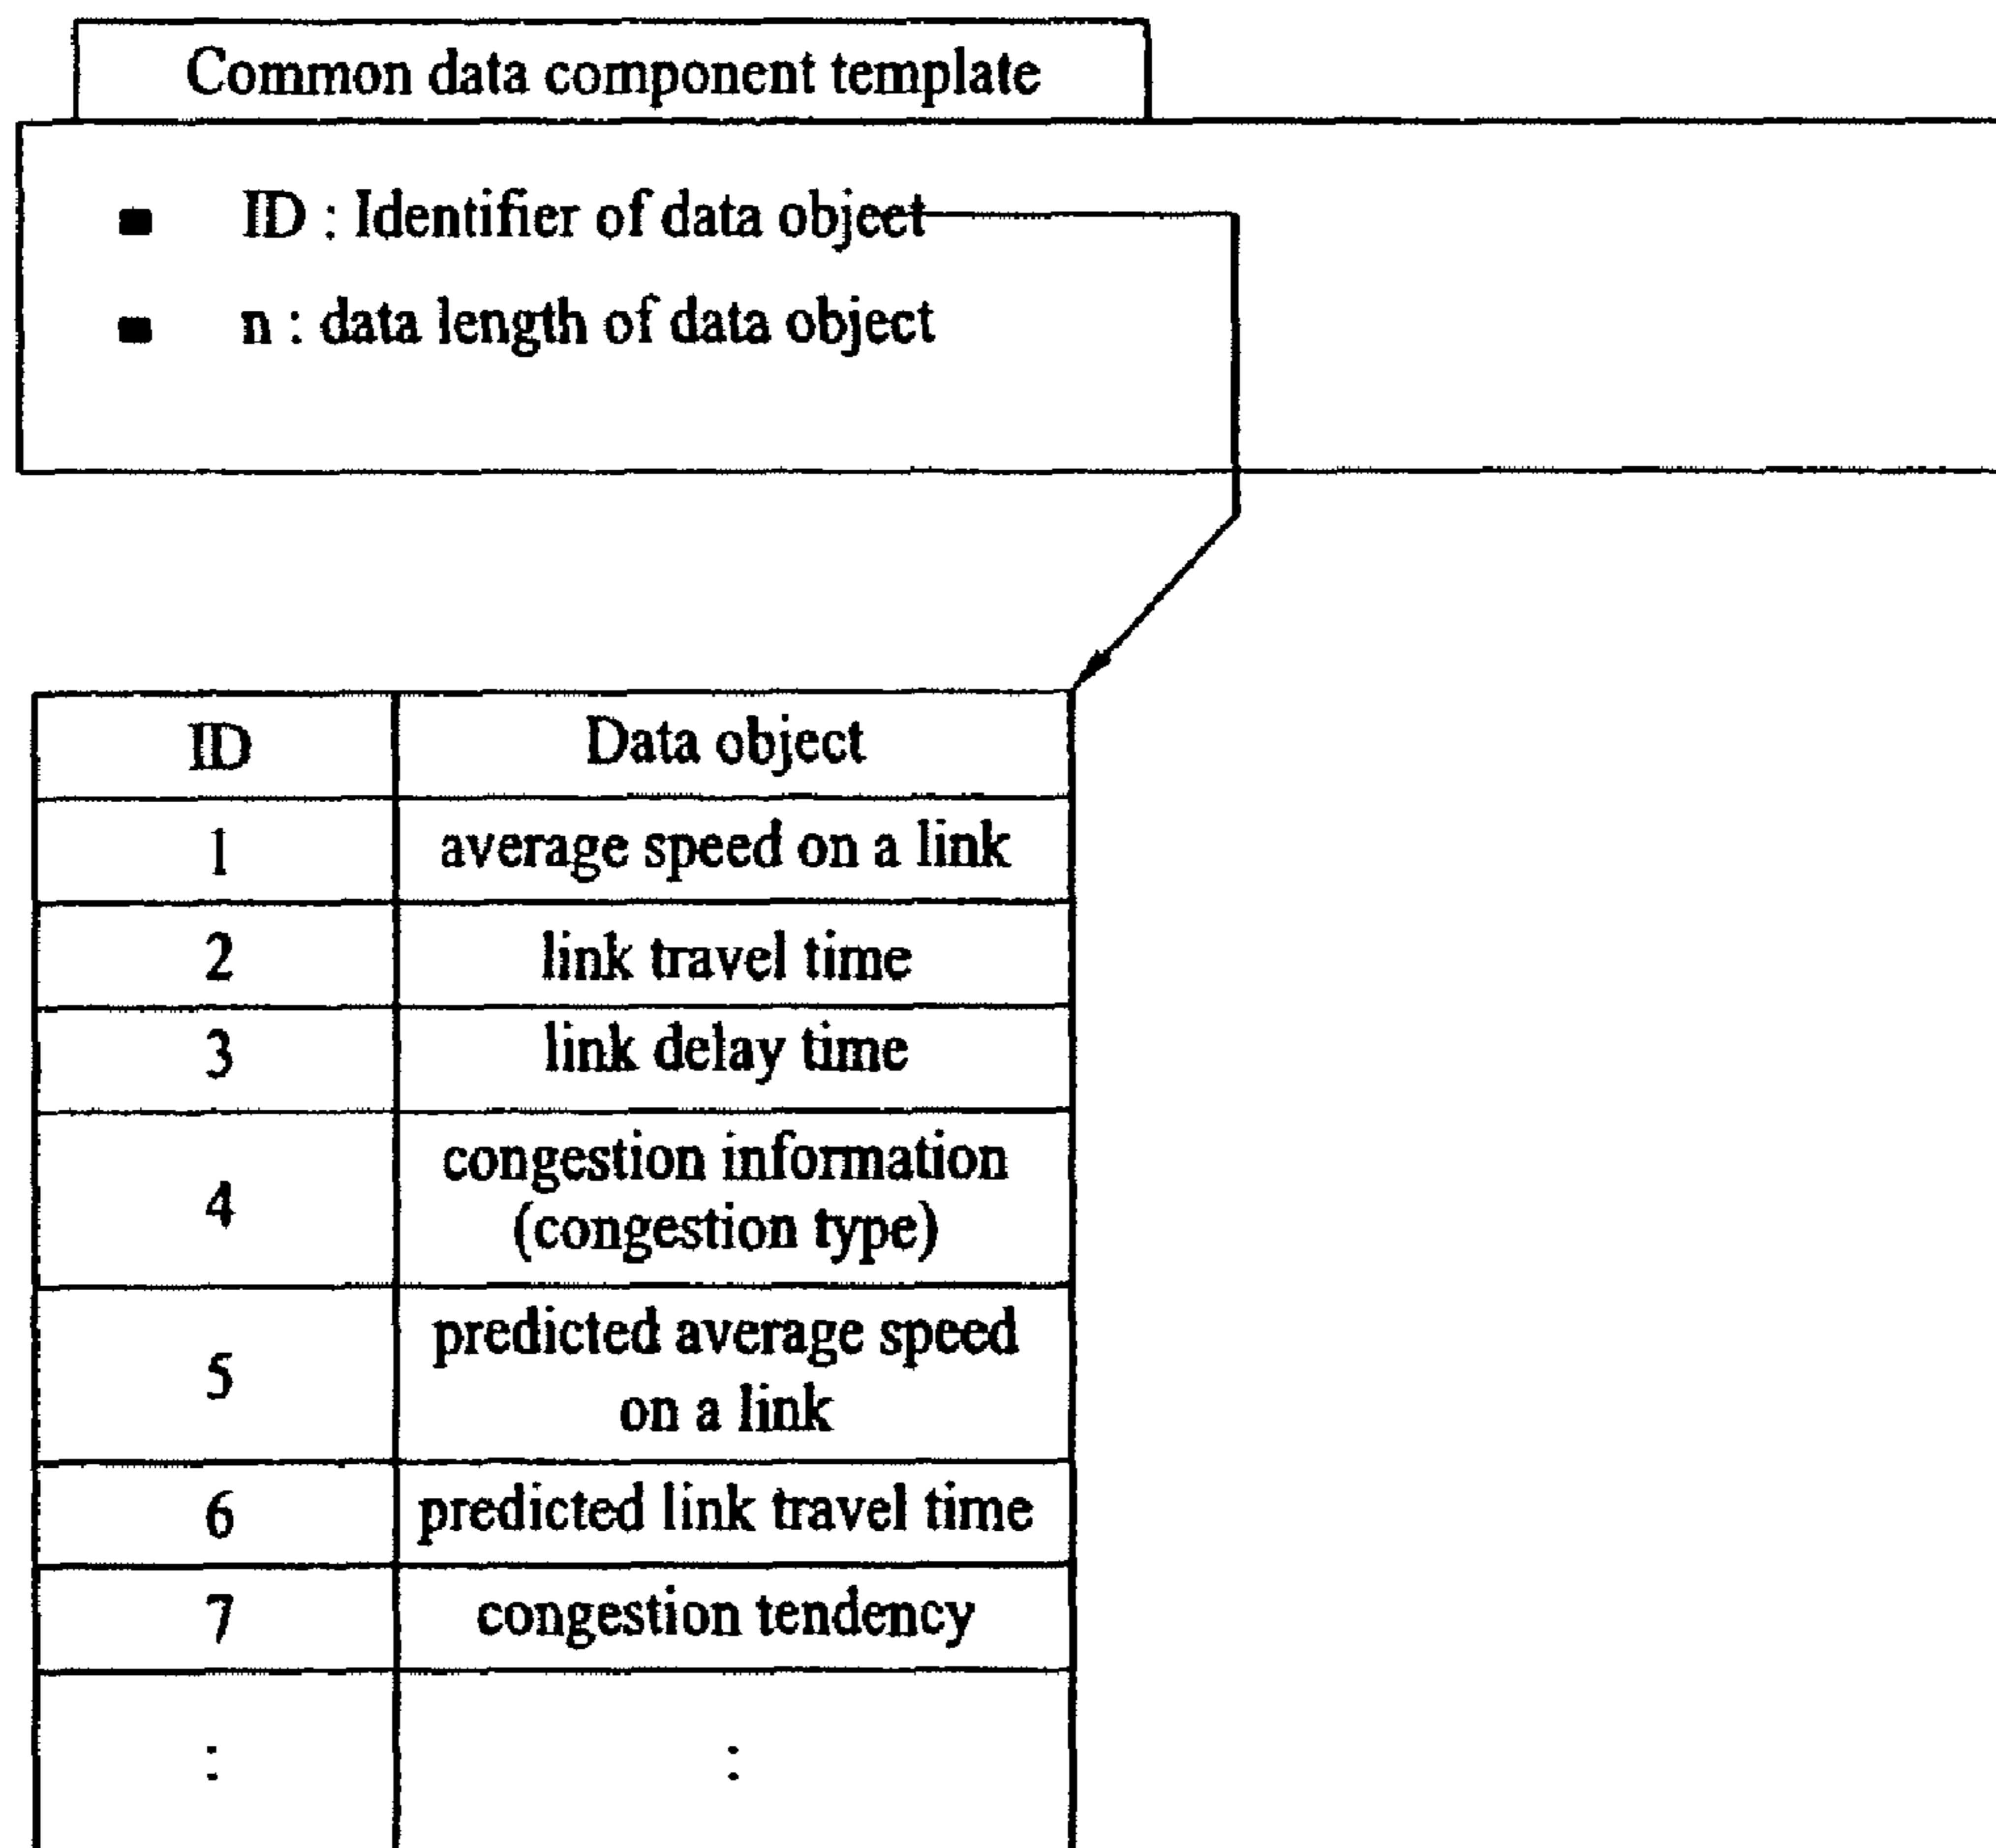 Common data component template
■ ID : Identifier of data object
■ n : data length of data object
ID Data object
1 average speed on a link
2 link travel time
3 link delay time
4 congestion information
(congestion type)
5 predicted average speed
on a link
6 predicted link travel time
7 congestion tendency
: :